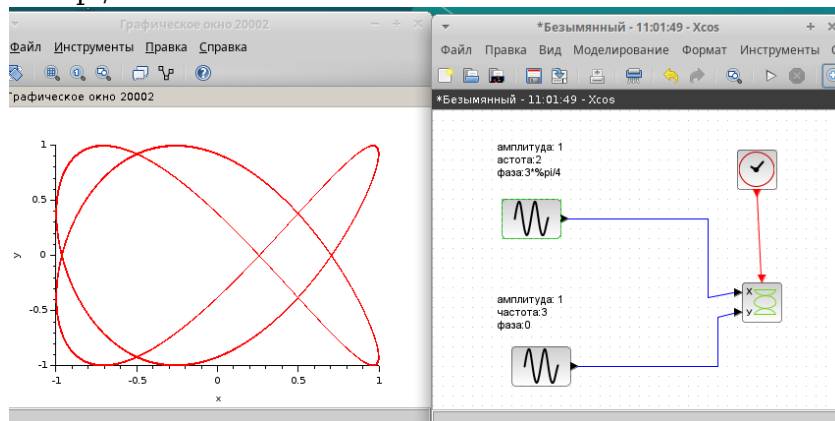 Графическое окно 20002
Файл Инструменты Правка Справка
Графическое окно 20002
1
0.5
0
-0.5
-1
y
-1
-0.5
0
0.5
1
x
*Безымянный - 11:01:49 - Xcos
Файл Правка Вид Моделирование Формат Инструменты
*Безымянный - 11:01:49 - Xcos
амплитуда: 1
астота:2
фаза:3*%pi/4
амплитуда: 1
частота:3
фаза:0
X
У